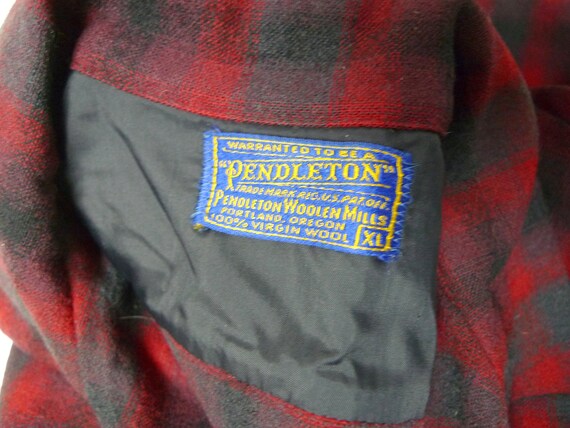 WARRANTED TO BE A
"PENDLETON"
TRADE MARK REG. U.S. PAT. OFF.
PENDLETON WOOLEN MILLS
PORTLAND, OREGON
100% VIRGIN WOOL XL